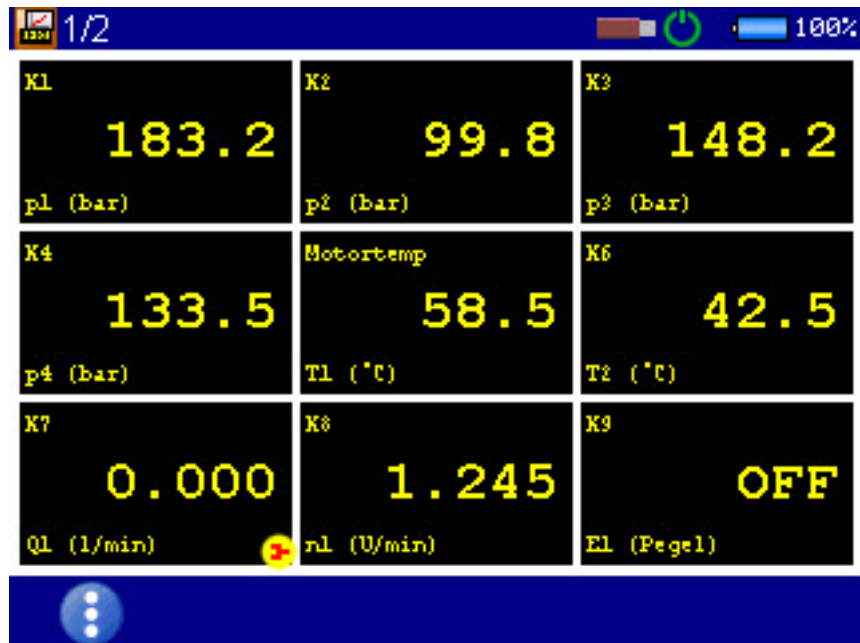 1/2
100%
K1
183.2
p1 (bar)
K2
99.8
p2 (bar)
K3
148.2
p3 (bar)
K4
133.5
p4 (bar)
Motortemp
58.5
T1 (°C)
K6
42.5
T2 (°C)
K7
0.000
Q1 (l/min)
K8
1.245
n1 (U/min)
K9
OFF
E1 (Pegel)